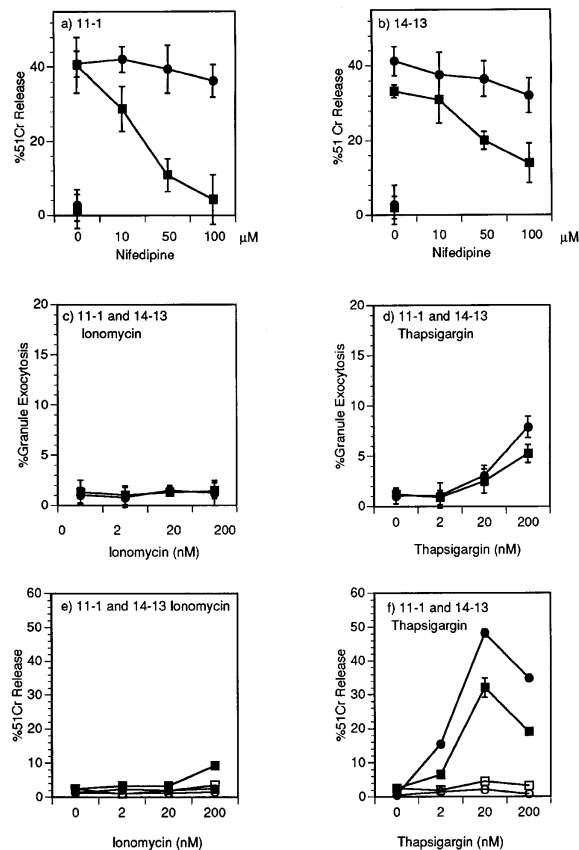 a) 11-1
40
20
0
%51Cr Release
0 10 50 100 μM
Nifedipine
b) 14-13
40
20
0
%51 Cr Release
0 10 50 100 μM
Nifedipine
c) 11-1 and 14-13
Ionomycin
20
15
10
5
0
%Granule Exocytosis
0 2 20 200
Ionomycin (nM)
d) 11-1 and 14-13
Thapsigargin
20
15
10
5
0
%Granule Exocytosis
0 2 20 200
Thapsigargin (nM)
e) 11-1 and 14-13 Ionomycin
60
50
40
30
20
10
0
%51Cr Release
0 2 20 200
Ionomycin (nM)
f) 11-1 and 14-13
Thapsigargin
60
50
40
30
20
10
0
%51Cr Release
0 2 20 200
Thapsigargin (nM)